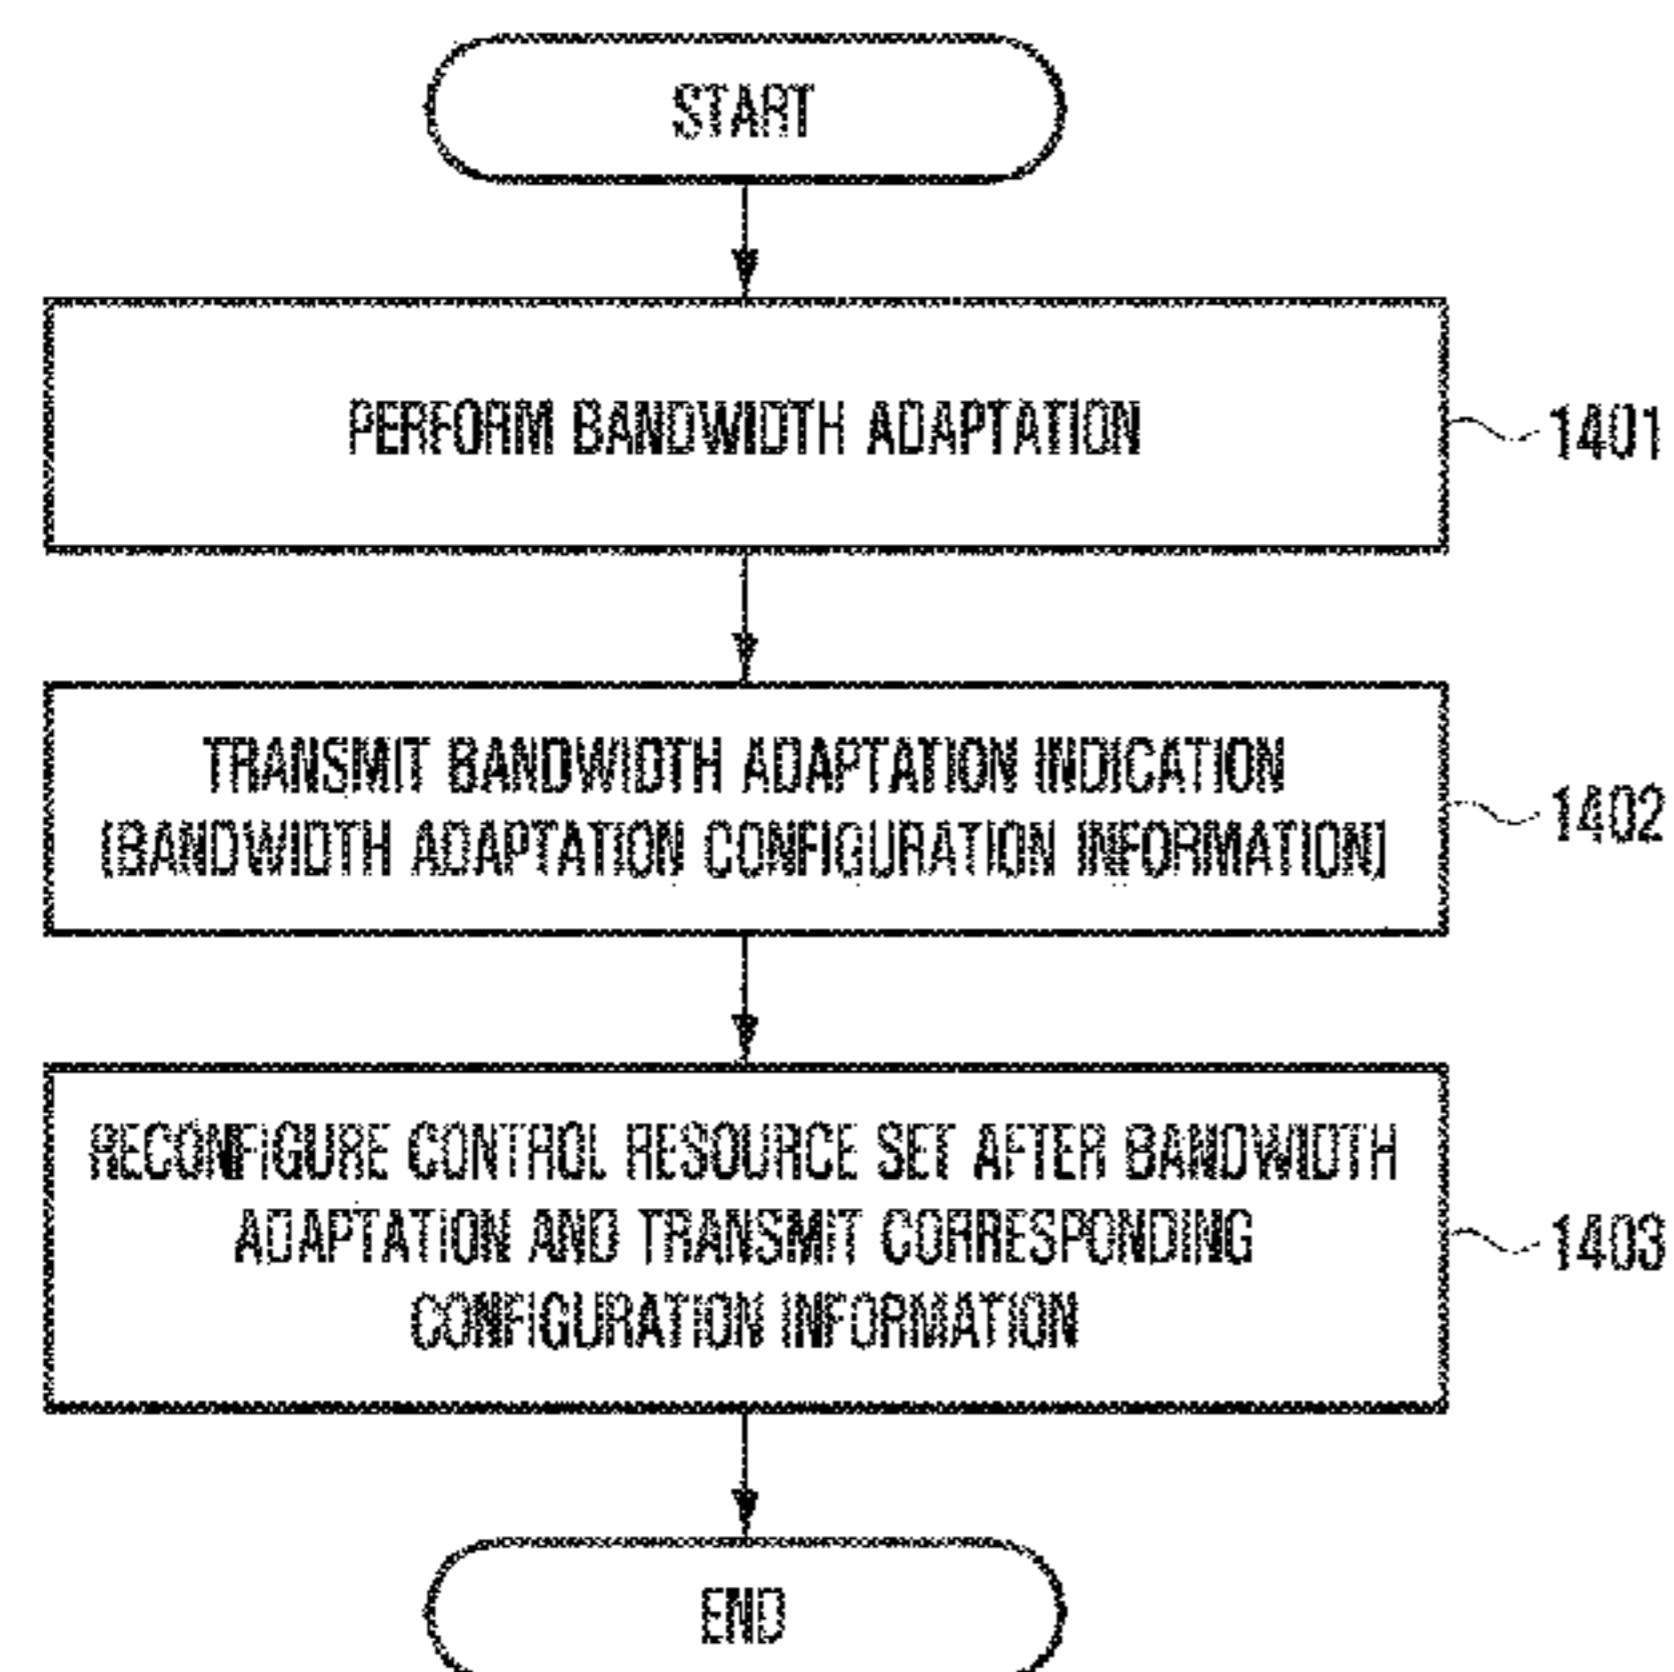 START
PERFORM BANDWIDTH ADAPTATION
1401
TRANSMIT BANDWIDTH ADAPTATION INDICATION
(BANDWIDTH ADAPTATION CONFIGURATION INFORMATION)
1402
RECONFIGURE CONTROL RESOURCE SET AFTER BANDWIDTH
ADAPTATION AND TRANSMIT CORRESPONDING
CONFIGURATION INFORMATION
1403
END